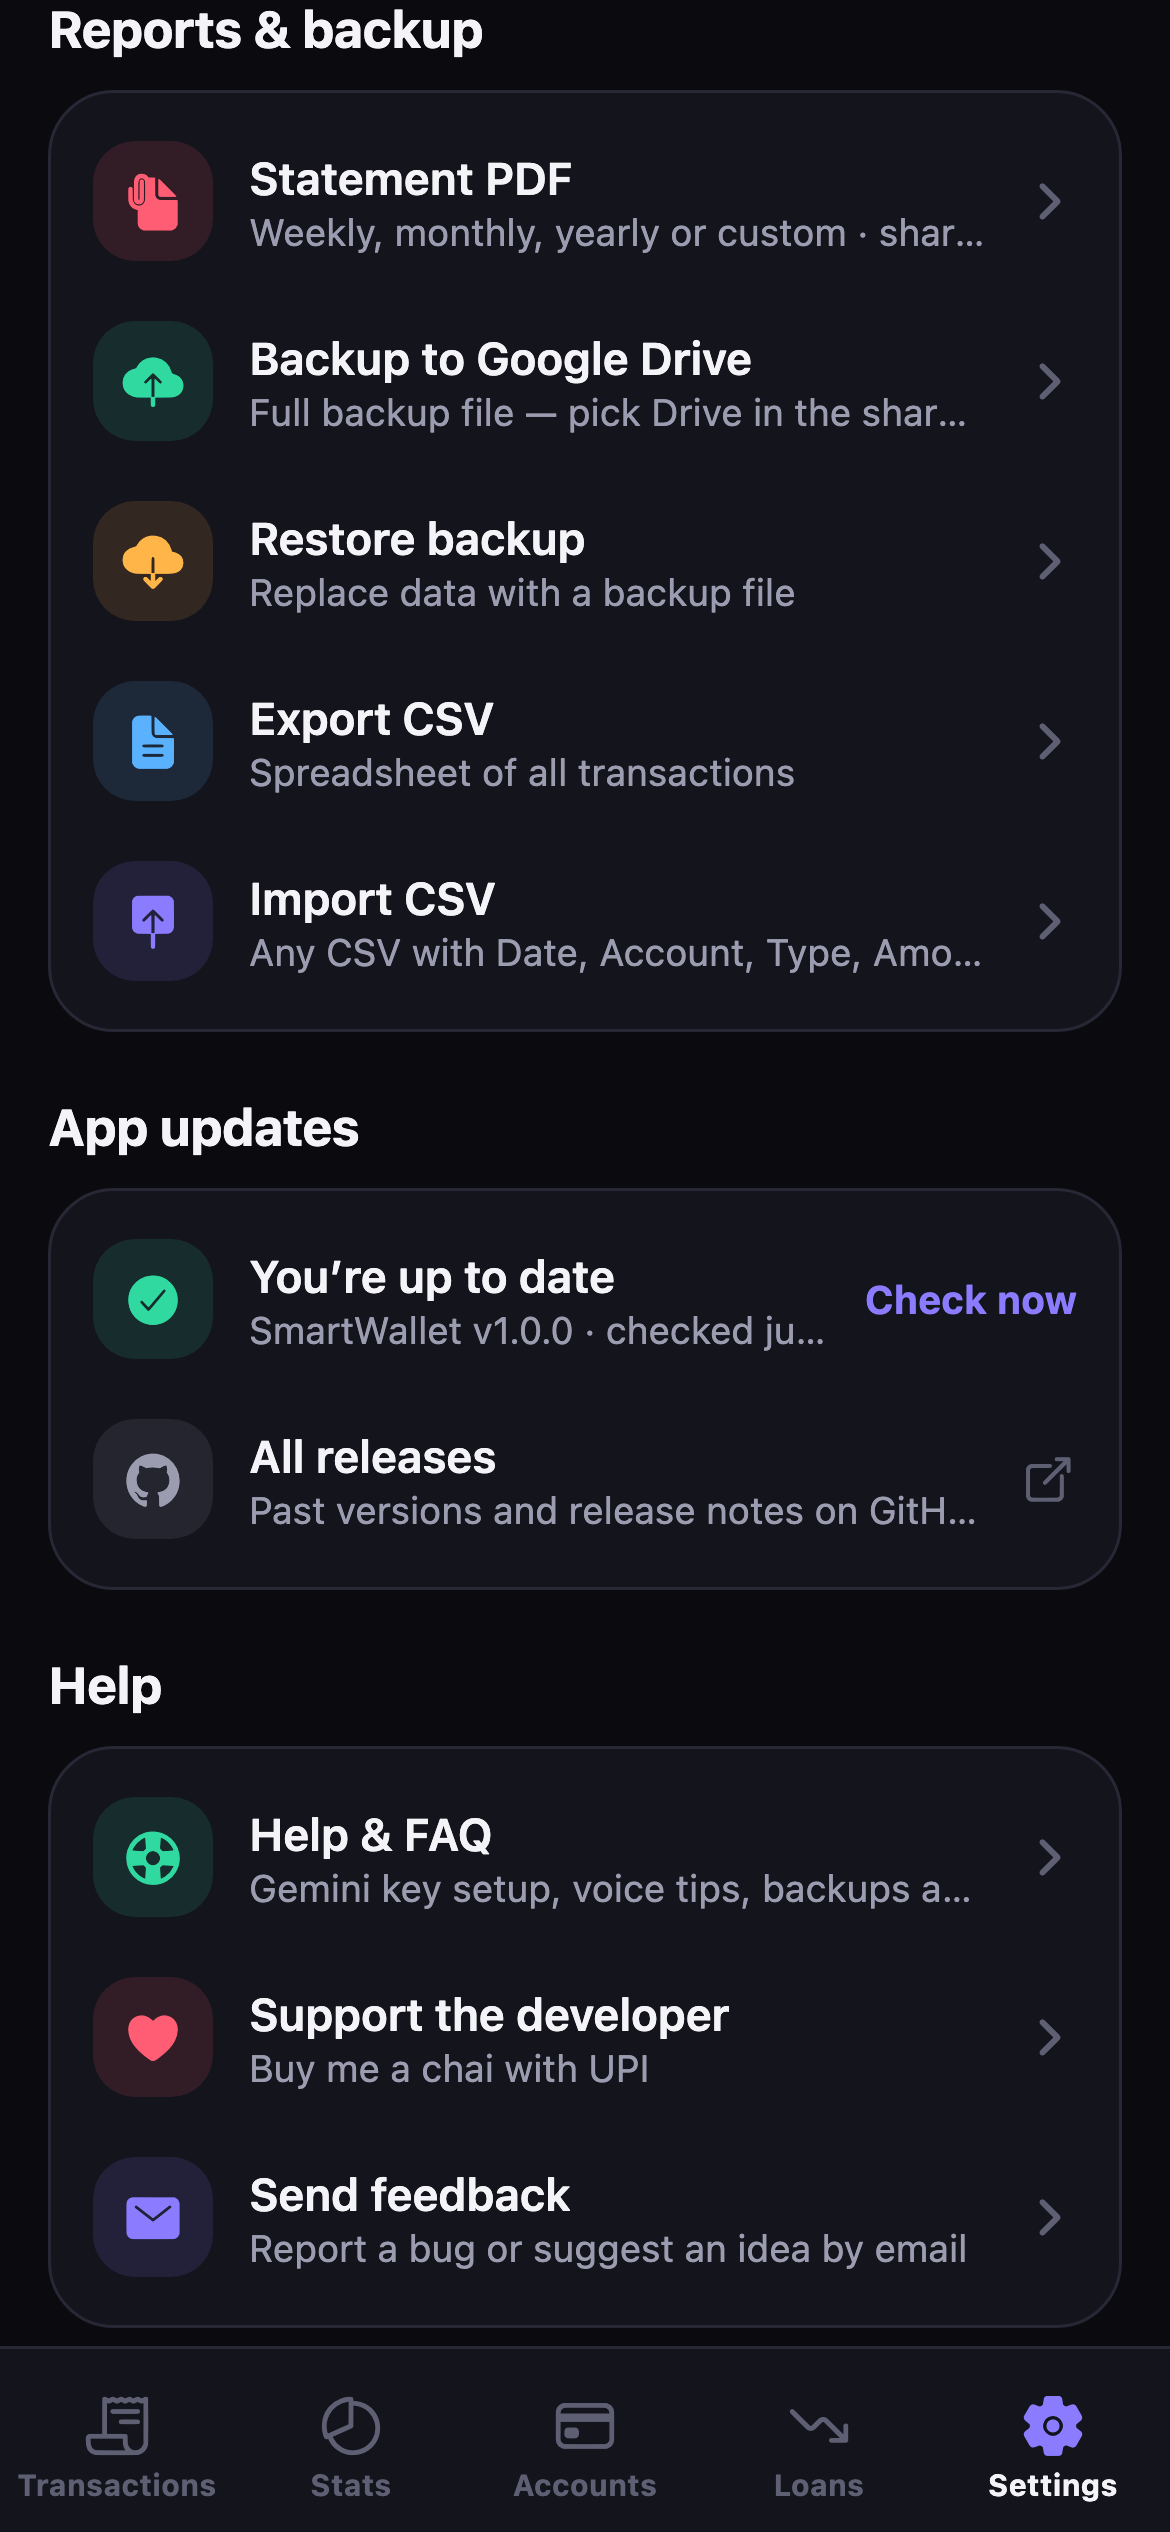 Reports & backup
Statement PDF
Weekly, monthly, yearly or custom · shar...
Backup to Google Drive
Full backup file — pick Drive in the shar...
Restore backup
Replace data with a backup file
Export CSV
Spreadsheet of all transactions
Import CSV
Any CSV with Date, Account, Type, Amo...
App updates
You’re up to date
SmartWallet v1.0.0 · checked ju...
Check now
All releases
Past versions and release notes on GitH...
Help
Help & FAQ
Gemini key setup, voice tips, backups a...
Support the developer
Buy me a chai with UPI
Send feedback
Report a bug or suggest an idea by email
Transactions
Stats
Accounts
Loans
Settings